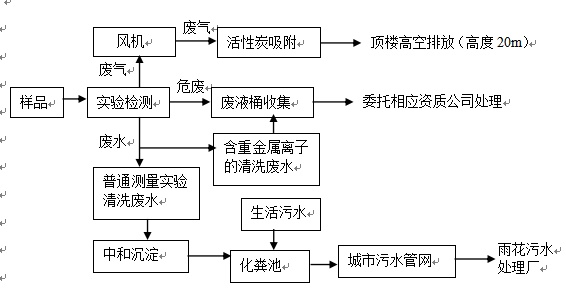 废气
风机
活性炭吸附
顶楼高空排放（高度 20m）
废气
危废
样品
实验检测
废液桶收集
委托相应资质公司处理
废水
含重金属离子
的清洗废水
普通测量实验
清洗废水
生活污水
中和沉淀
化粪池
城市污水管网
雨花污水
处理厂